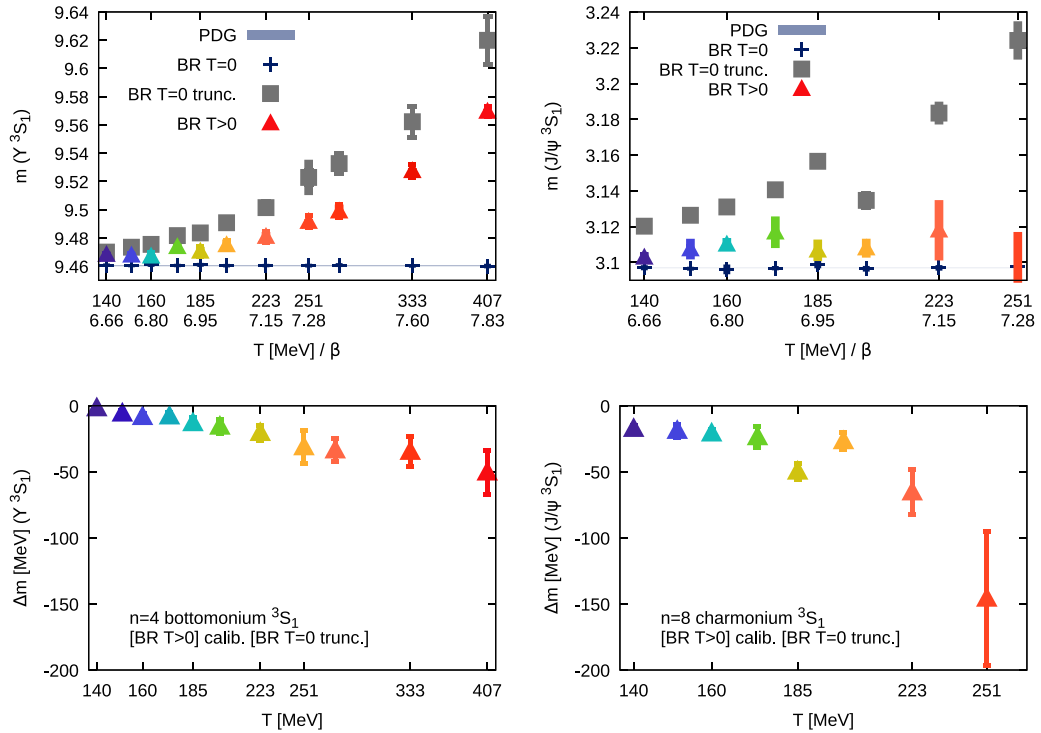 9.64
9.62
9.6
9.58
9.56
9.54
9.52
9.5
9.48
9.46
m (Υ ³S₁)
PDG
BR T=0
BR T=0 trunc.
BR T>0
140 160 185 223 251 333 407
6.66 6.80 6.95 7.15 7.28 7.60 7.83
T [MeV] / β
3.24
3.22
3.2
3.18
3.16
3.14
3.12
3.1
m (J/ψ ³S₁)
PDG
BR T=0
BR T=0 trunc.
BR T>0
140 160 185 223 251
6.66 6.80 6.95 7.15 7.28
T [MeV] / β
0
-50
-100
-150
-200
Δm [MeV] (Υ ³S₁)
n=4 bottomonium ³S₁
[BR T>0] calib. [BR T=0 trunc.]
140 160 185 223 251 333 407
T [MeV]
0
-50
-100
-150
-200
Δm [MeV] (J/ψ ³S₁)
n=8 charmonium ³S₁
[BR T>0] calib. [BR T=0 trunc.]
140 160 185 223 251
T [MeV]